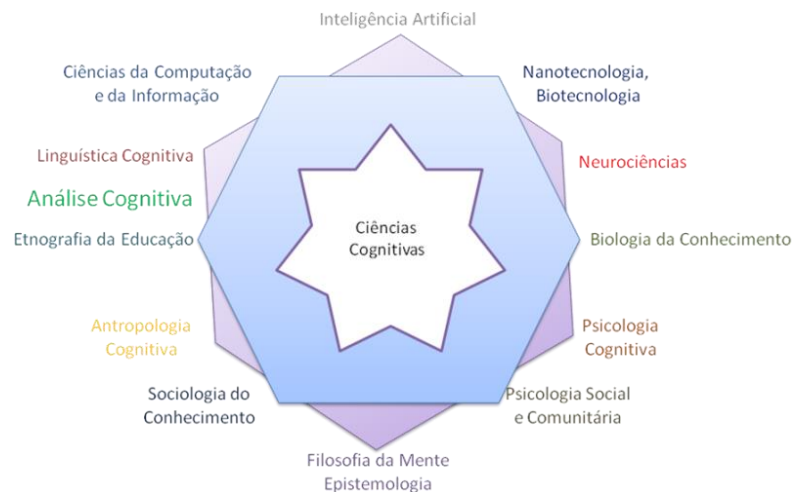 Inteligência Artificial
Ciências da Computação
e da Informação
Nanotecnologia,
Biotecnologia
Linguística Cognitiva
Neurociências
Análise Cognitiva
Etnografia da Educação
Ciências
Cognitivas
Biologia da Conhecimento
Antropologia
Cognitiva
Psicologia
Cognitiva
Sociologia do
Conhecimento
Psicologia Social
e Comunitária
Filosofia da Mente
Epistemologia